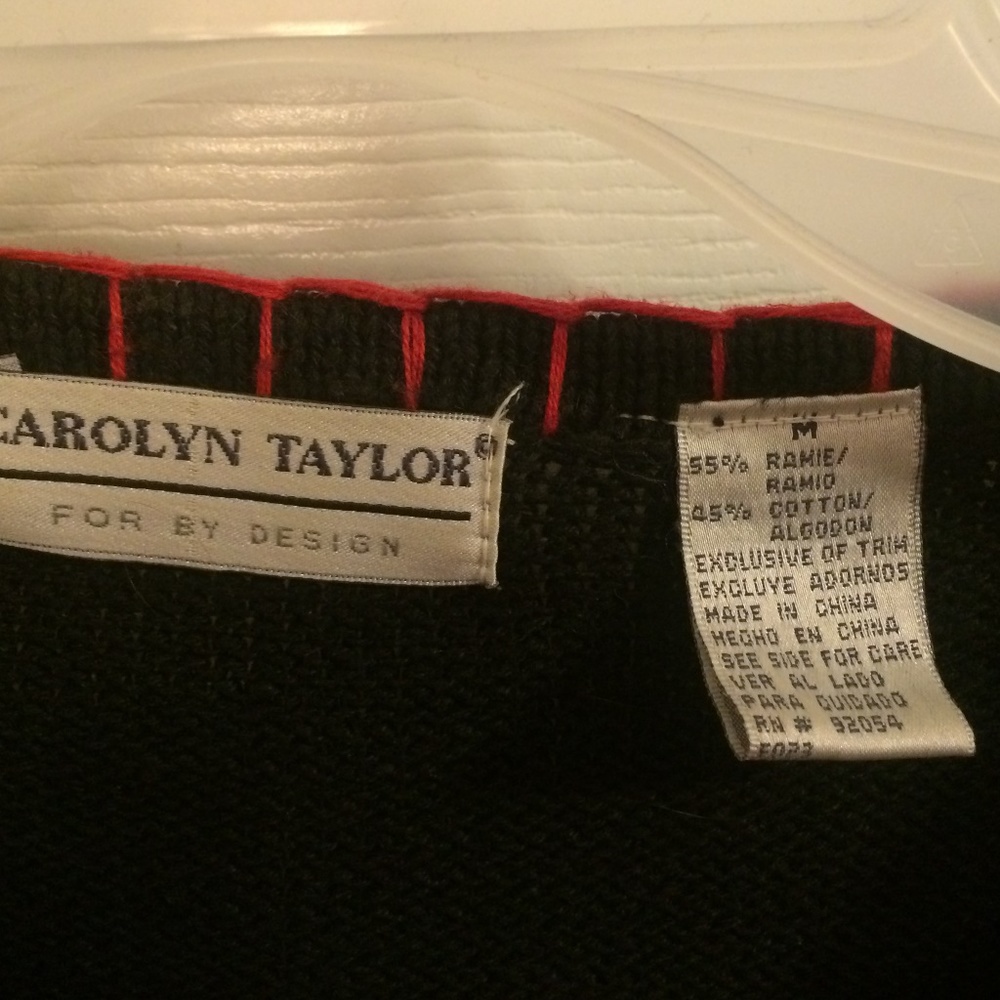 CAROLYN TAYLOR®
FOR BY DESIGN
M
55% RAMIE/
RAMIO
45% COTTON/
ALGODON
EXCLUSIVE OF TRIM
EXCLUYE ADORNOS
MADE IN CHINA
HECHO EN CHINA
SEE SIDE FOR CARE
VER AL LADO
PARA CUIDADO
RN # 92054